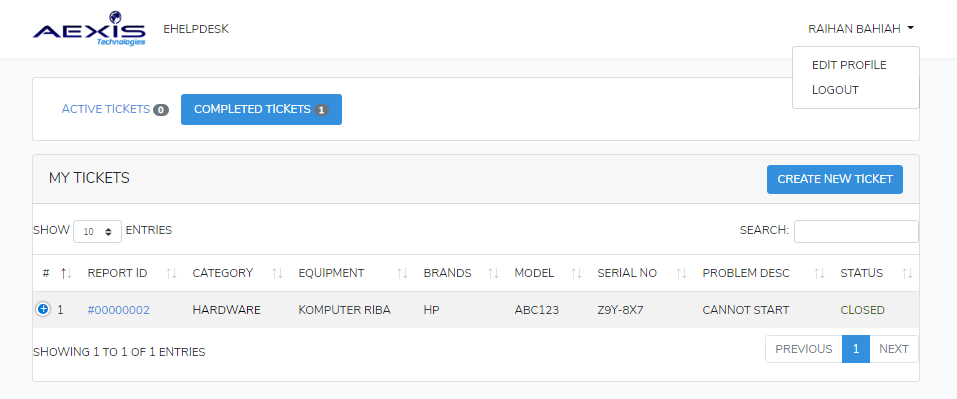 AEXIS
Technologies
EHELPDESK
RAIHAN BAHIAH
EDIT PROFILE
LOGOUT
ACTIVE TICKETS 0
COMPLETED TICKETS 1
MY TICKETS
CREATE NEW TICKET
SHOW 10 ENTRIES
SEARCH:
# REPORT ID CATEGORY EQUIPMENT BRANDS MODEL SERIAL NO PROBLEM DESC STATUS
1 #00000002 HARDWARE KOMPUTER RIBA HP ABC123 Z9Y-8X7 CANNOT START CLOSED
SHOWING 1 TO 1 OF 1 ENTRIES
PREVIOUS 1 NEXT